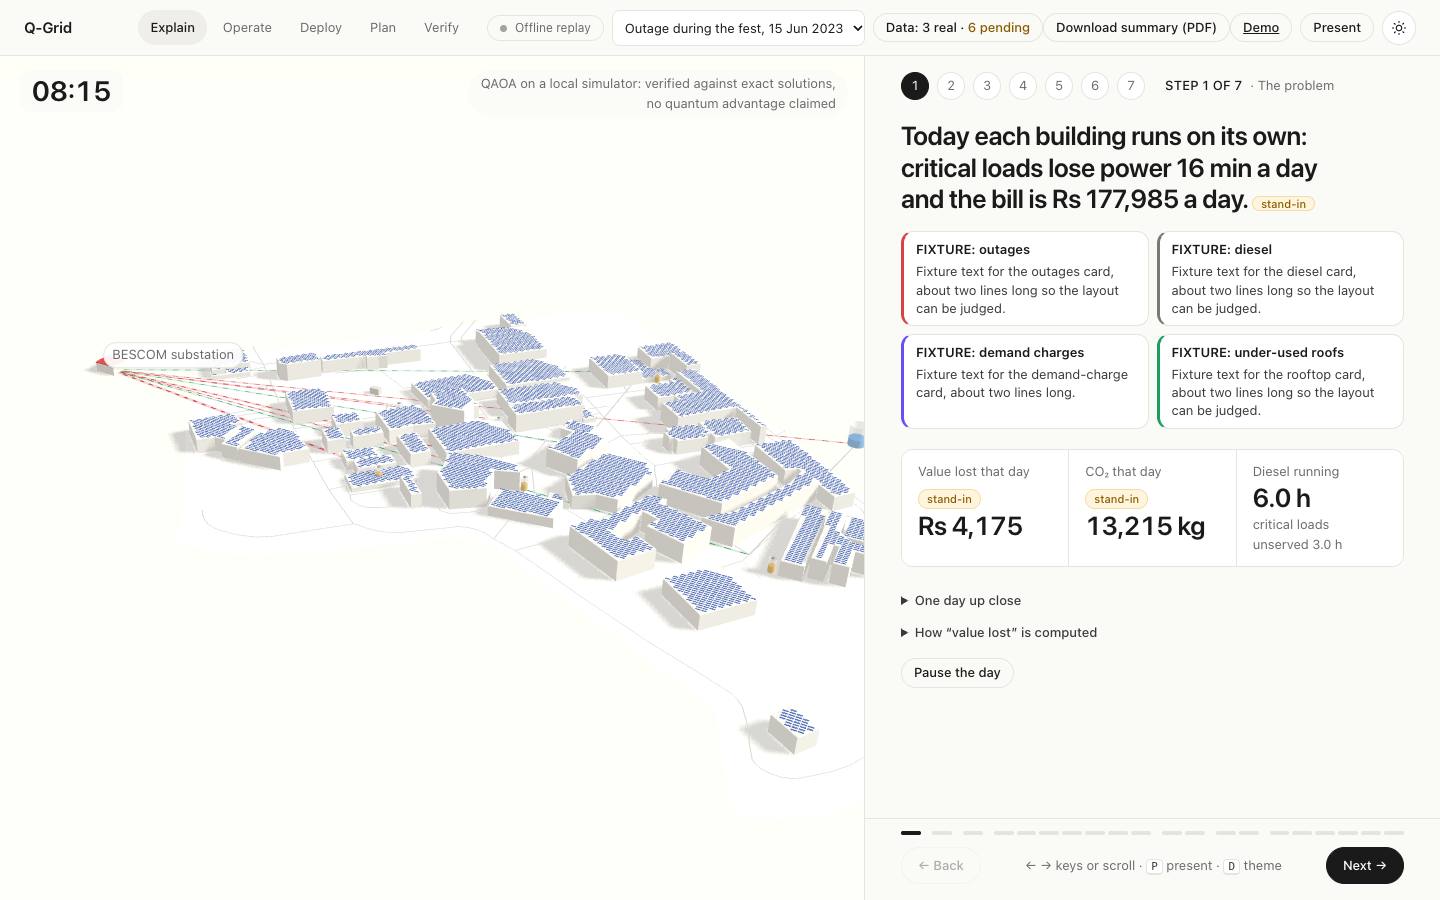 Q-Grid
Explain
Operate
Deploy
Plan
Verify
Offline replay
Outage during the fest, 15 Jun 2023
Data: 3 real · 6 pending
Download summary (PDF)
Demo
Present
08:15
QAOA on a local simulator: verified against exact solutions,
no quantum advantage claimed
BESCOM substation
1 2 3 4 5 6 7 STEP 1 OF 7 · The problem
Today each building runs on its own:
critical loads lose power 16 min a day
and the bill is Rs 177,985 a day. stand-in
FIXTURE: outages
Fixture text for the outages card,
about two lines long so the layout
can be judged.
FIXTURE: diesel
Fixture text for the diesel card,
about two lines long so the layout
can be judged.
FIXTURE: demand charges
Fixture text for the demand-charge
card, about two lines long.
FIXTURE: under-used roofs
Fixture text for the rooftop card,
about two lines long so the layout
can be judged.
Value lost that day
stand-in
Rs 4,175
CO₂ that day
stand-in
13,215 kg
Diesel running
6.0 h
critical loads
unserved 3.0 h
▶ One day up close
▶ How “value lost” is computed
Pause the day
← Back
← → keys or scroll · P present · D theme
Next →